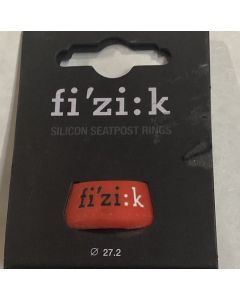 fi'zi:k
SILICON SEATPOST RINGS
fi'zi:k
⌀ 27.2